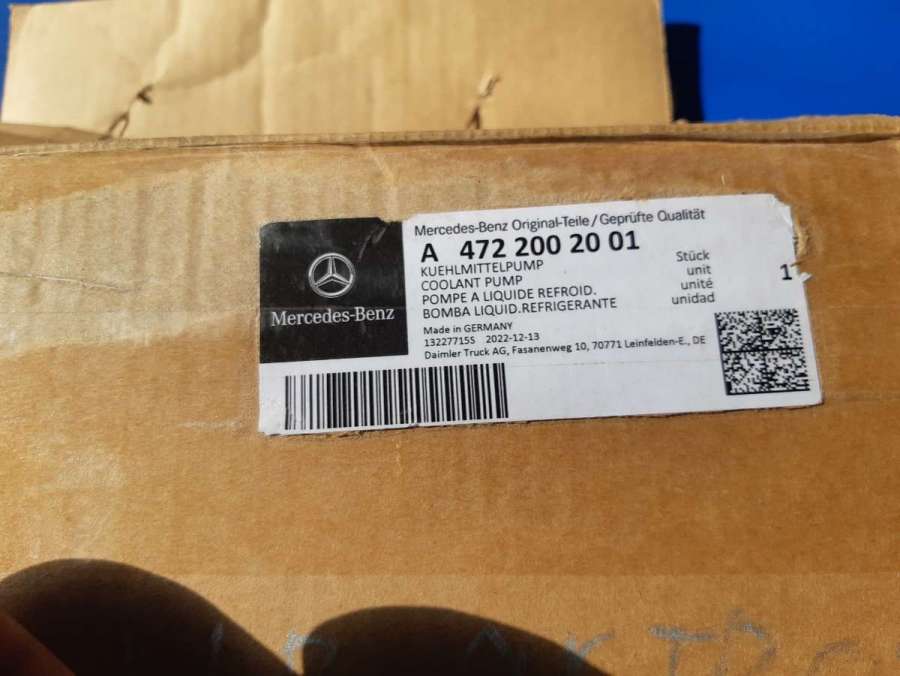 Mercedes-Benz Original-Teile/Geprüfte Qualität
A 472 200 20 01
KUEHLMITTELPUMP
COOLANT PUMP
POMPE A LIQUIDE REFROID.
BOMBA LIQUID.REFRIGERANTE
Stück
unit
unité
unidad
1
Made in GERMANY
13227715S 2022-12-13
Daimler Truck AG, Fasanenweg 10, 70771 Leinfelden-E., DE
Mercedes-Benz